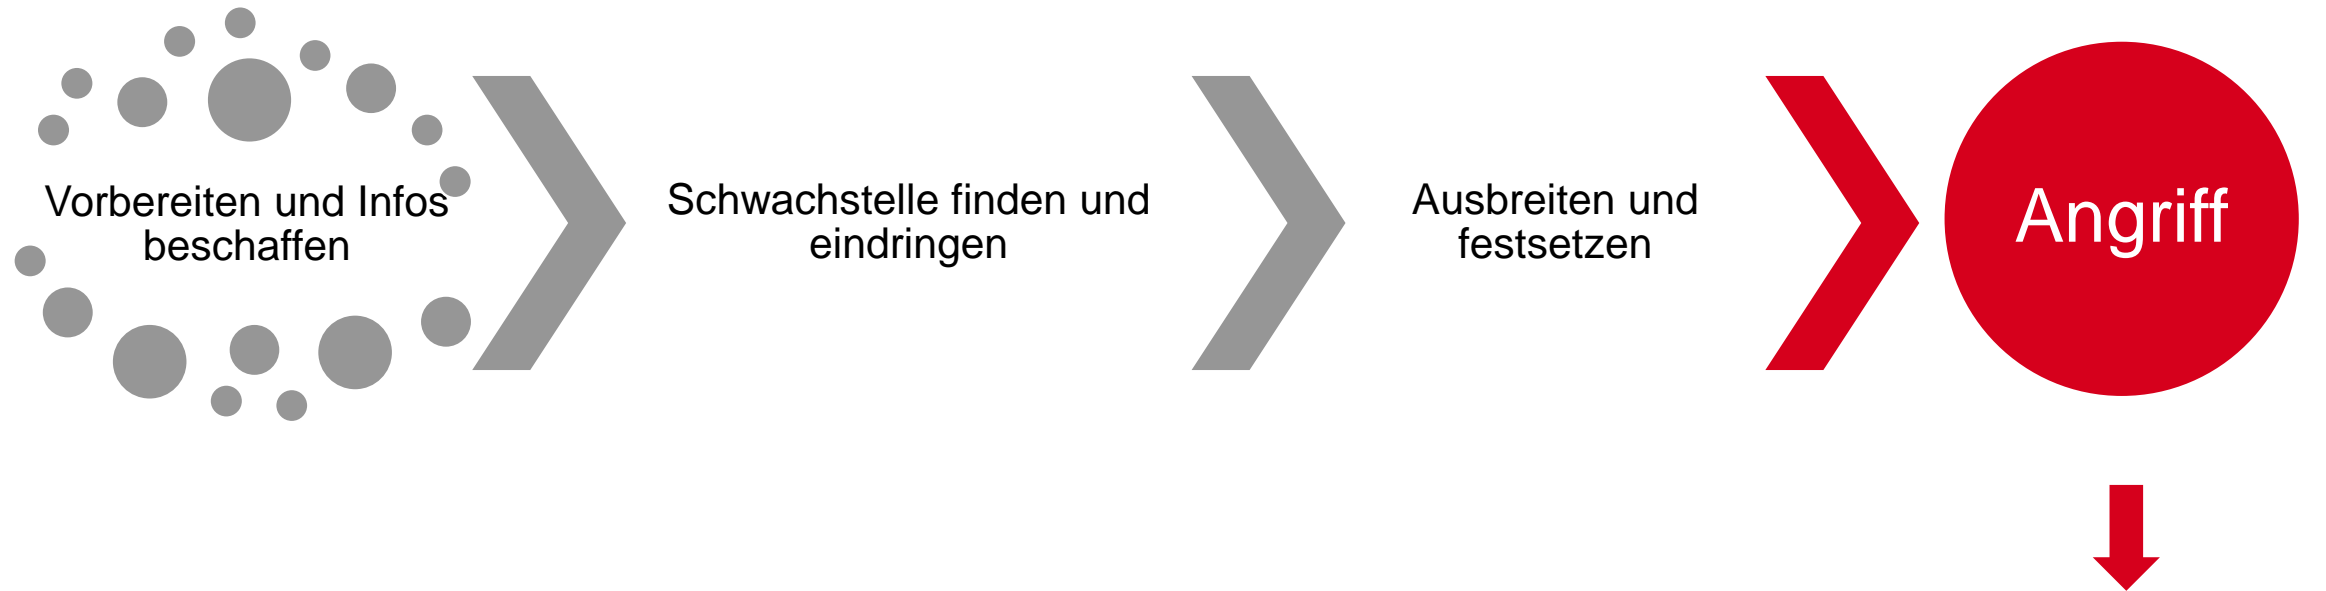 Vorbereiten und Infos
beschaffen
Schwachstelle finden und
eindringen
Ausbreiten und
festsetzen
Angriff